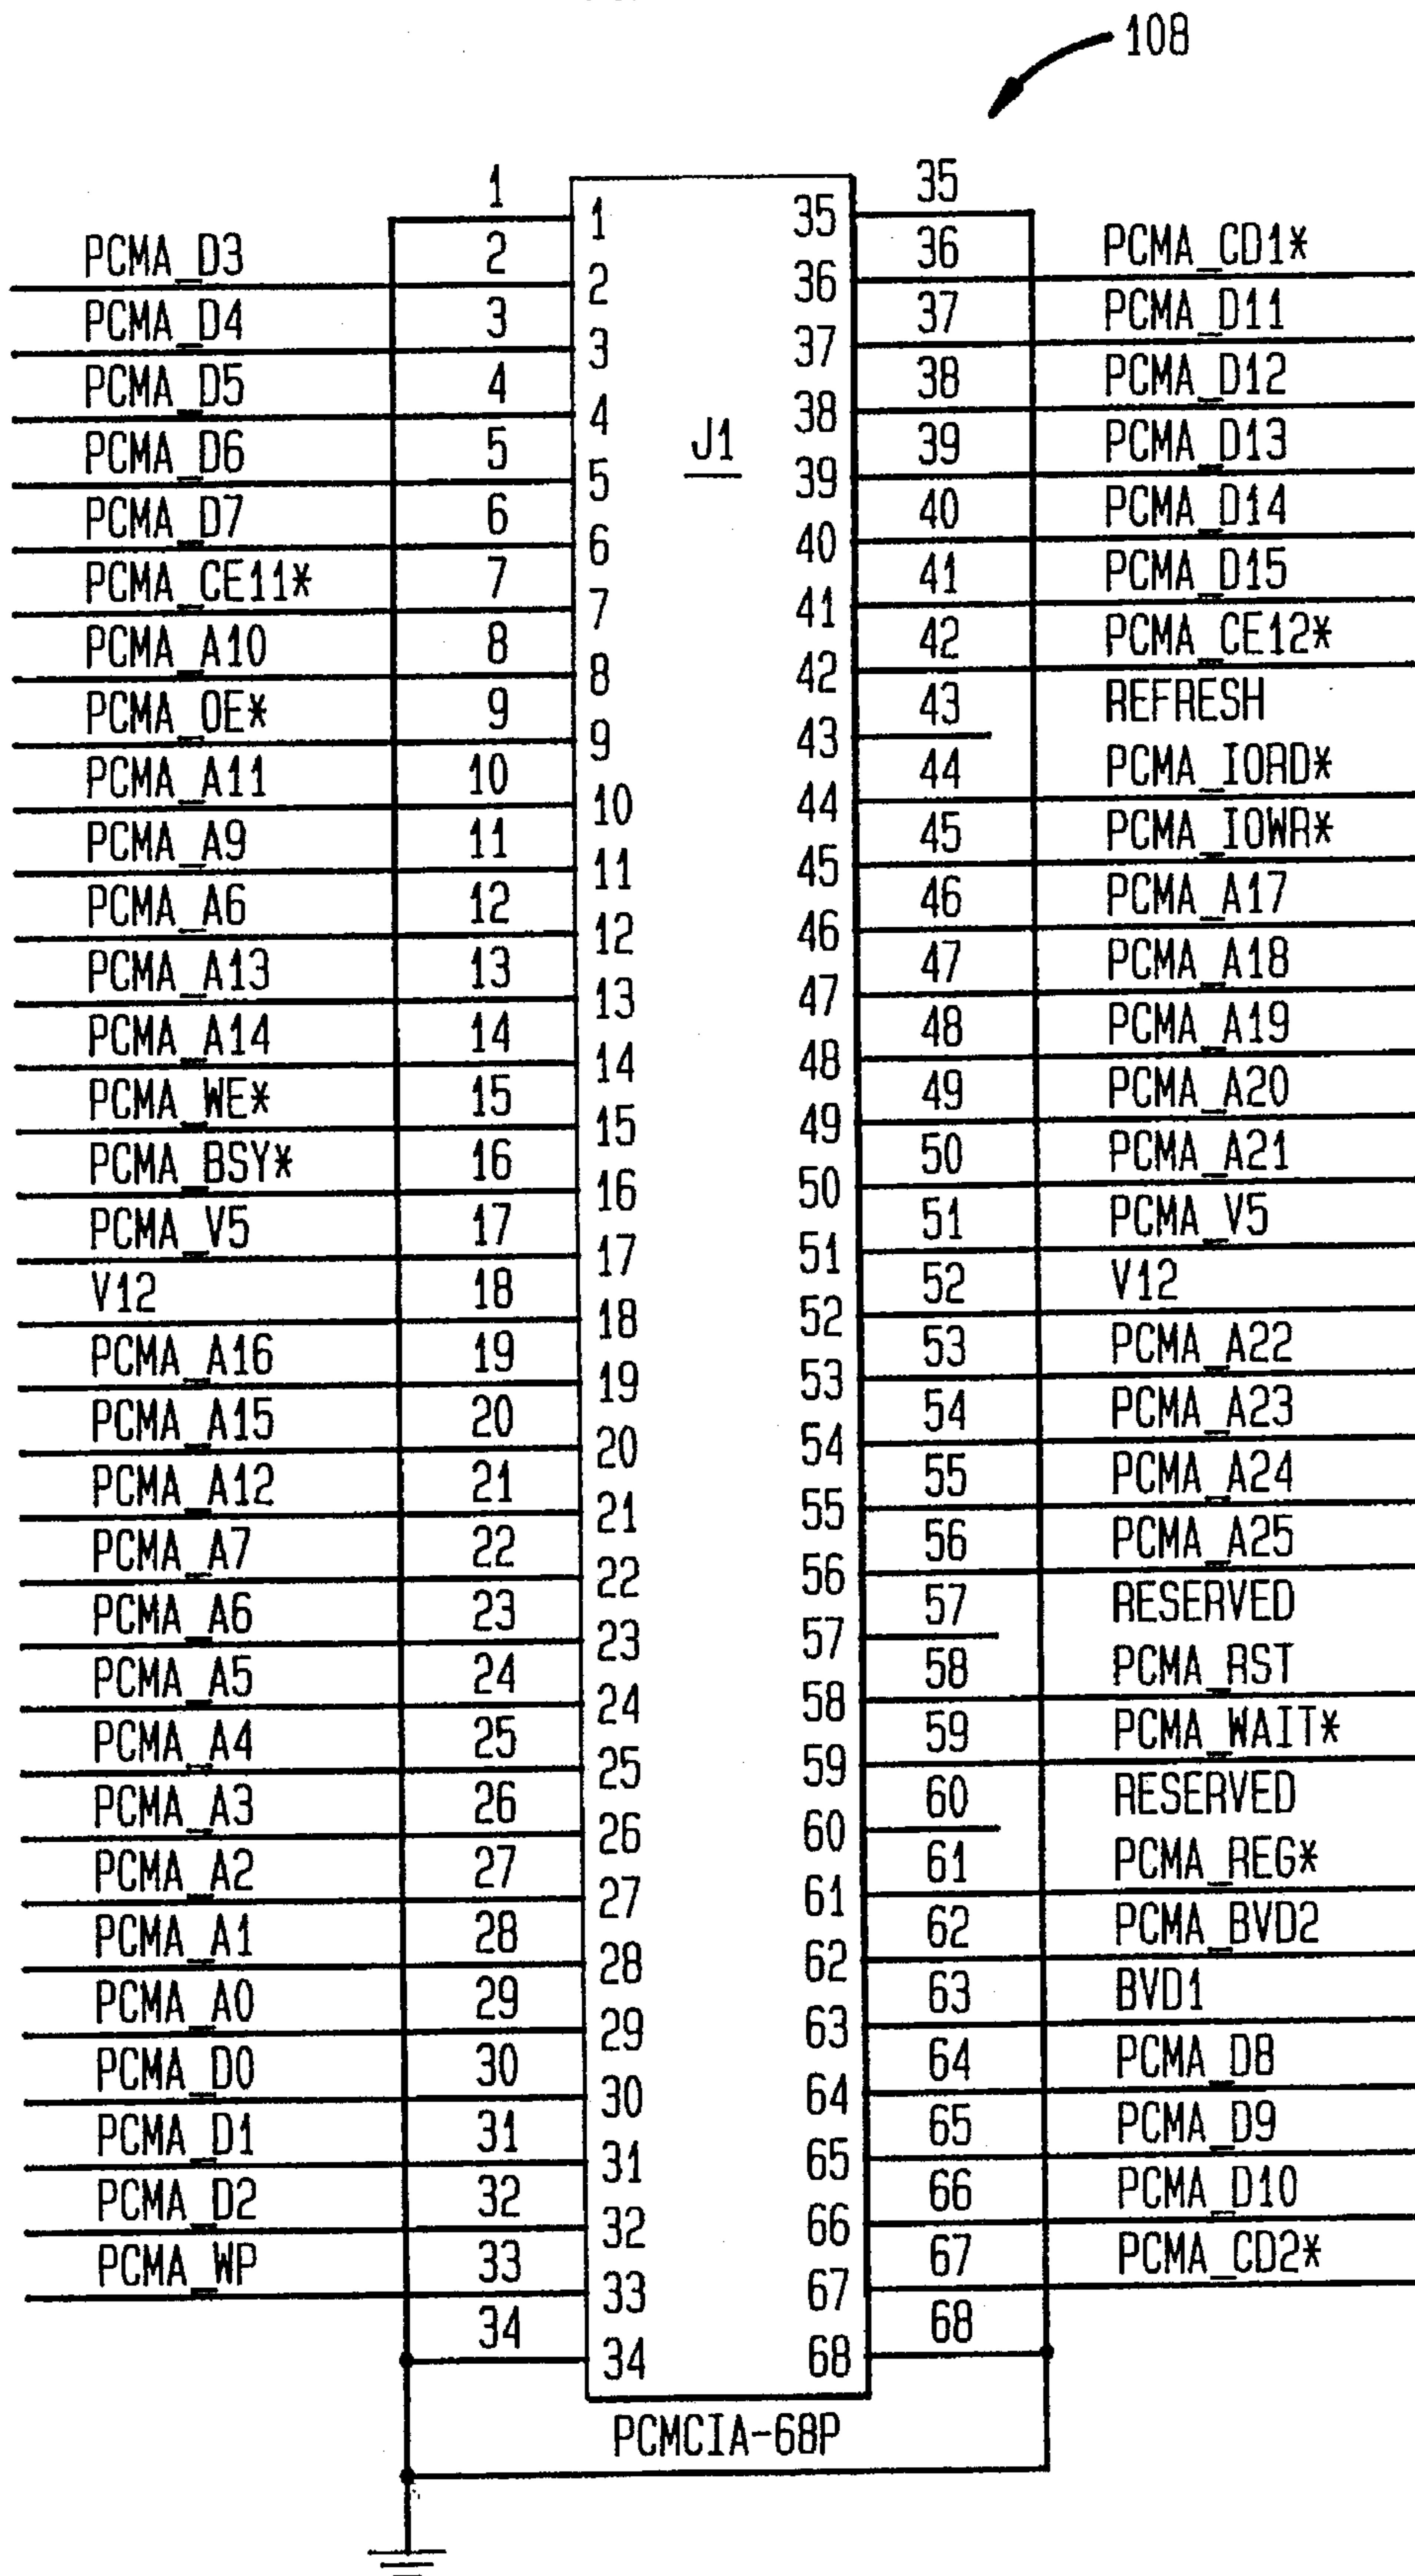 108
1 1 35 35
PCMA_D3 2 2 36 36 PCMA_CD1*
PCMA_D4 3 3 37 37 PCMA_D11
PCMA_D5 4 4 38 38 PCMA_D12
J1
PCMA_D6 5 5 39 39 PCMA_D13
PCMA_D7 6 6 40 40 PCMA_D14
PCMA_CE11* 7 7 41 41 PCMA_D15
PCMA_A10 8 8 42 42 PCMA_CE12*
PCMA_OE* 9 9 43 43 REFRESH
PCMA_A11 10 10 44 44 PCMA_IORD*
PCMA_A9 11 11 45 45 PCMA_IOWR*
PCMA_A6 12 12 46 46 PCMA_A17
PCMA_A13 13 13 47 47 PCMA_A18
PCMA_A14 14 14 48 48 PCMA_A19
PCMA_WE* 15 15 49 49 PCMA_A20
PCMA_BSY* 16 16 50 50 PCMA_A21
PCMA_V5 17 17 51 51 PCMA_V5
V12 18 18 52 52 V12
PCMA_A16 19 19 53 53 PCMA_A22
PCMA_A15 20 20 54 54 PCMA_A23
PCMA_A12 21 21 55 55 PCMA_A24
PCMA_A7 22 22 56 56 PCMA_A25
PCMA_A6 23 23 57 57 RESERVED
PCMA_A5 24 24 58 58 PCMA_RST
PCMA_A4 25 25 59 59 PCMA_WAIT*
PCMA_A3 26 26 60 60 RESERVED
PCMA_A2 27 27 61 61 PCMA_REG*
PCMA_A1 28 28 62 62 PCMA_BVD2
PCMA_A0 29 29 63 63 BVD1
PCMA_D0 30 30 64 64 PCMA_D8
PCMA_D1 31 31 65 65 PCMA_D9
PCMA_D2 32 32 66 66 PCMA_D10
PCMA_WP 33 33 67 67 PCMA_CD2*
34 34 68 68
PCMCIA-68P